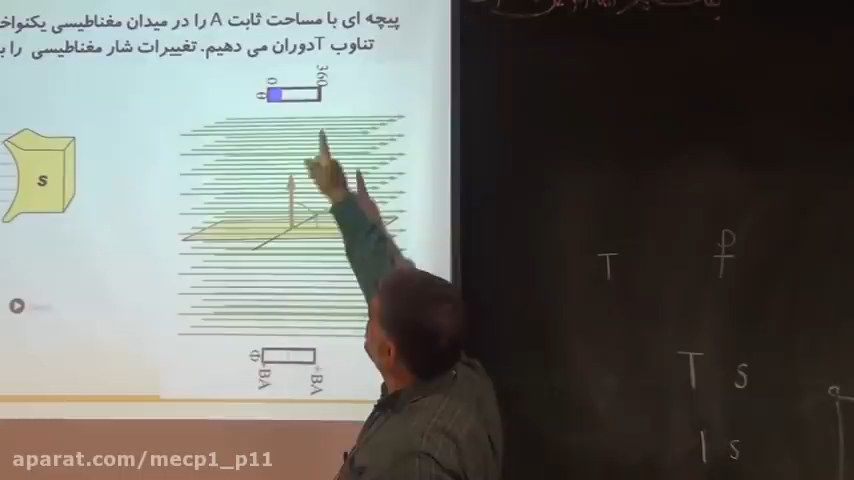 پیچه ای با مساحت ثابت A را در میدان مغناطیسی
تناوب T دوران می دهیم. تغییرات شار مغناطیسی را
360
0
θ
S
Φ
+BA
+BA
P
T
T s
1 s
aparat.com/mecp1_p11